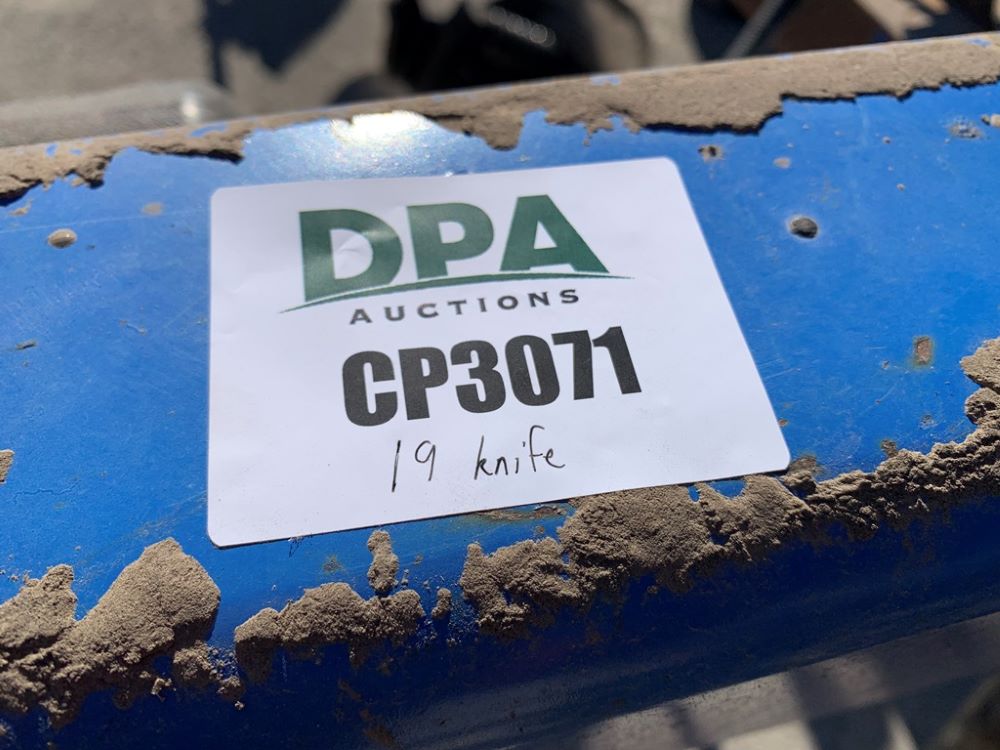 DPA
AUCTIONS
CP3071
19 knife